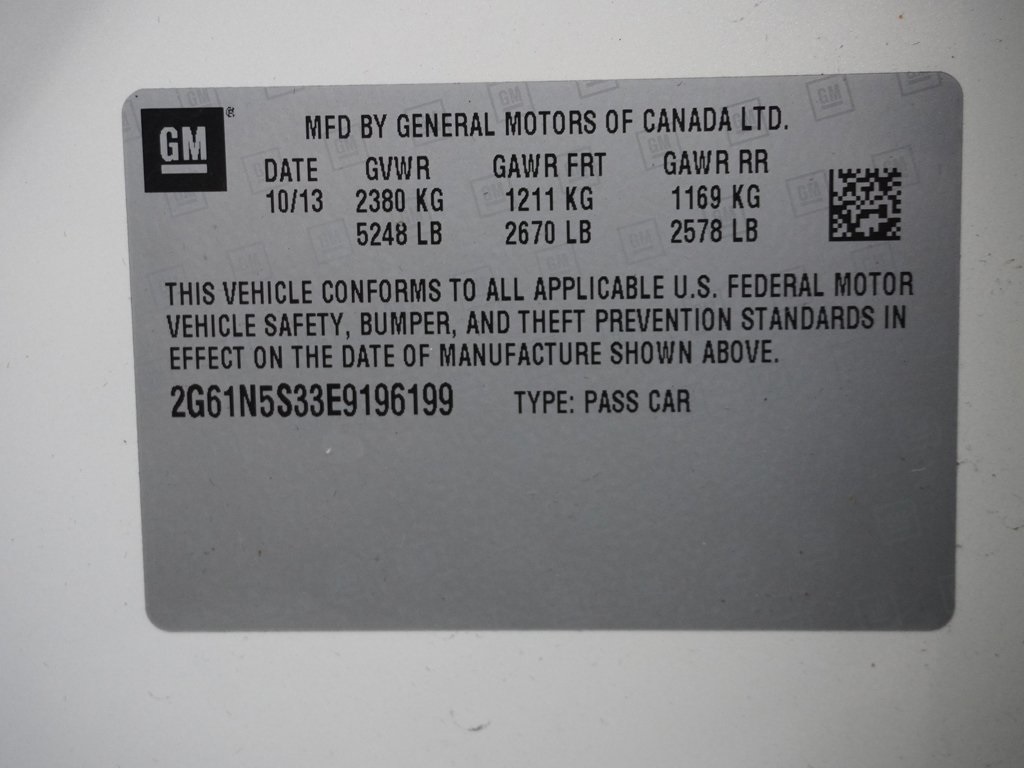 GM
MFD BY GENERAL MOTORS OF CANADA LTD.
DATE GVWR GAWR FRT GAWR RR
10/13 2380 KG 1211 KG 1169 KG
5248 LB 2670 LB 2578 LB
THIS VEHICLE CONFORMS TO ALL APPLICABLE U.S. FEDERAL MOTOR
VEHICLE SAFETY, BUMPER, AND THEFT PREVENTION STANDARDS IN
EFFECT ON THE DATE OF MANUFACTURE SHOWN ABOVE.
2G61N5S33E9196199 TYPE: PASS CAR